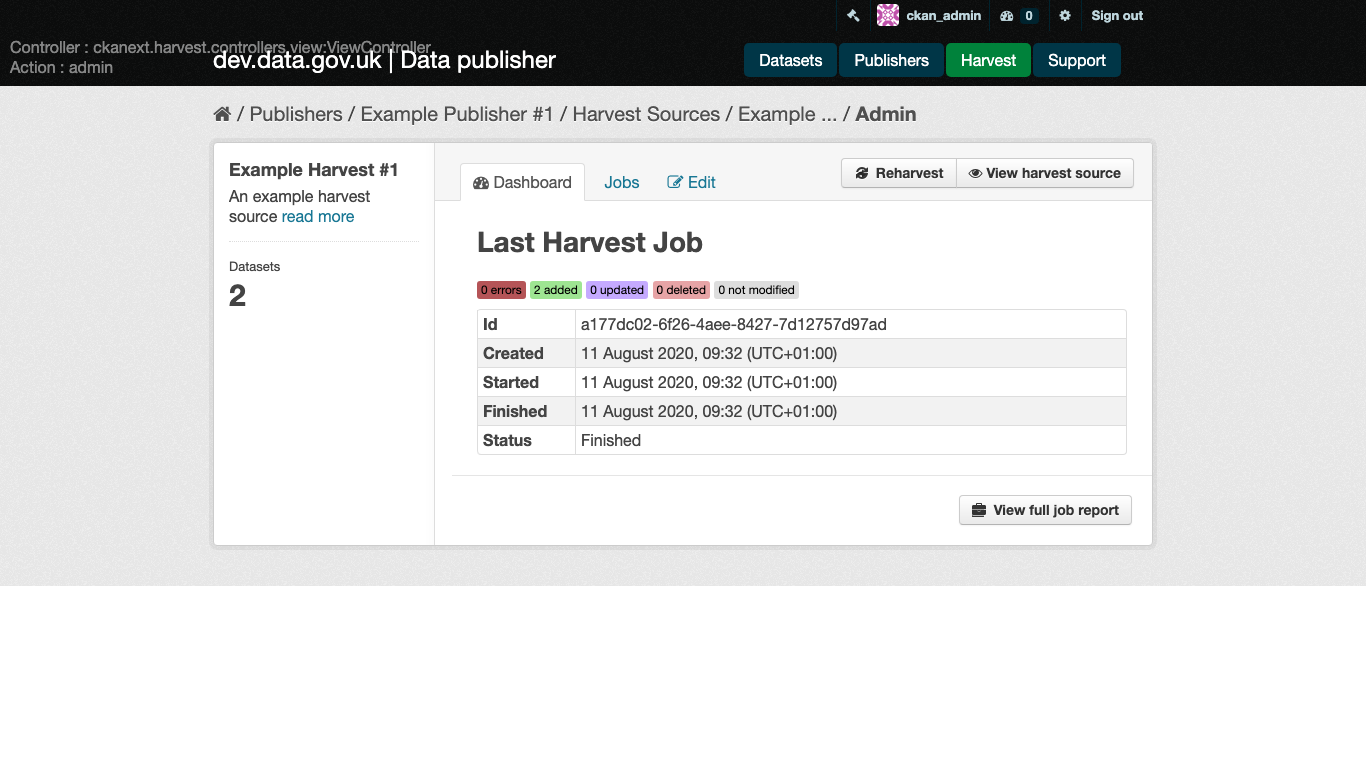 ckan_admin 0 Sign out
Controller : ckanext.harvest.controllers.view:ViewController
Action : admin
dev.data.gov.uk | Data publisher
Datasets Publishers Harvest Support
/ Publishers / Example Publisher #1 / Harvest Sources / Example ... / Admin
Example Harvest #1
An example harvest
source read more
Datasets
2
Dashboard Jobs Edit
Reharvest View harvest source
Last Harvest Job
0 errors 2 added 0 updated 0 deleted 0 not modified
Id a177dc02-6f26-4aee-8427-7d12757d97ad
Created 11 August 2020, 09:32 (UTC+01:00)
Started 11 August 2020, 09:32 (UTC+01:00)
Finished 11 August 2020, 09:32 (UTC+01:00)
Status Finished
View full job report